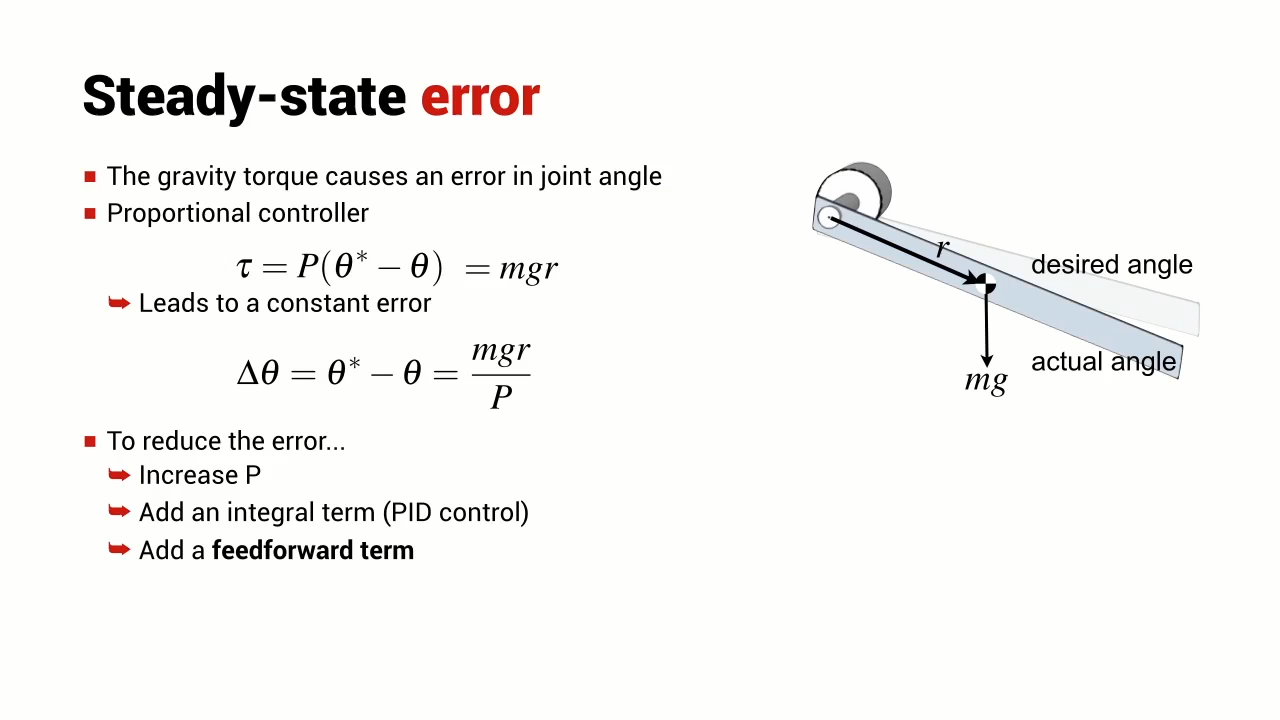 Steady-state error
The gravity torque causes an error in joint angle
Proportional controller
τ = P(θ* − θ) = mgr
Leads to a constant error
Δθ = θ* − θ = mgr / P
To reduce the error...
Increase P
Add an integral term (PID control)
Add a feedforward term
r
desired angle
actual angle
mg